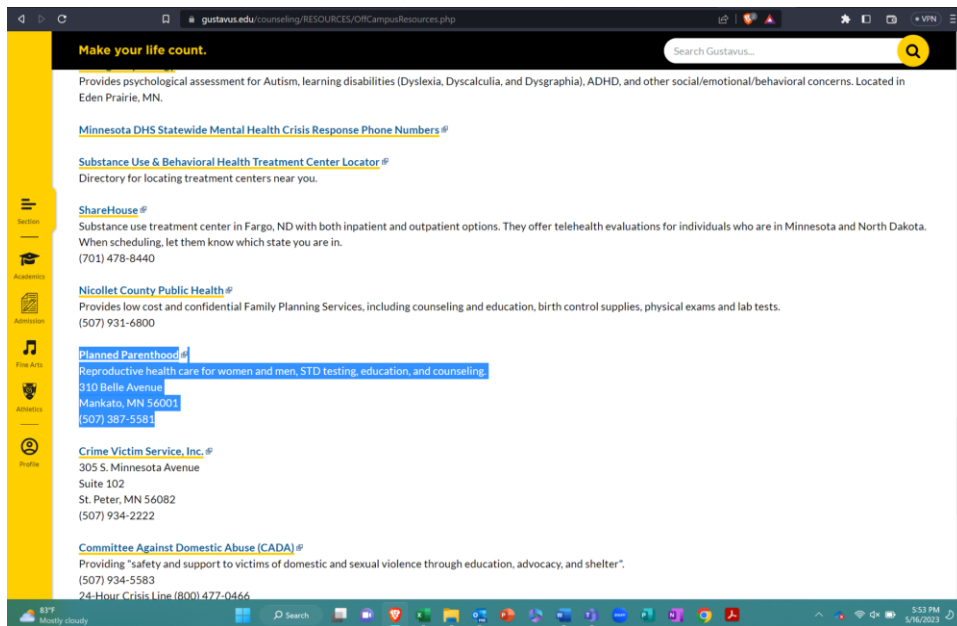 gustavus.edu/counseling/RESOURCES/OffCampusResources.php
VPN
Make your life count.
Search Gustavus...
Provides psychological assessment for Autism, learning disabilities (Dyslexia, Dyscalculia, and Dysgraphia), ADHD, and other social/emotional/behavioral concerns. Located in
Eden Prairie, MN.
Minnesota DHS Statewide Mental Health Crisis Response Phone Numbers
Substance Use & Behavioral Health Treatment Center Locator
Directory for locating treatment centers near you.
ShareHouse
Substance use treatment center in Fargo, ND with both inpatient and outpatient options. They offer telehealth evaluations for individuals who are in Minnesota and North Dakota.
When scheduling, let them know which state you are in.
(701) 478-8440
Nicollet County Public Health
Provides low cost and confidential Family Planning Services, including counseling and education, birth control supplies, physical exams and lab tests.
(507) 931-6800
Planned Parenthood
Reproductive health care for women and men, STD testing, education, and counseling.
310 Belle Avenue
Mankato, MN 56001
(507) 387-5581
Crime Victim Service, Inc.
305 S. Minnesota Avenue
Suite 102
St. Peter, MN 56082
(507) 934-2222
Committee Against Domestic Abuse (CADA)
Providing "safety and support to victims of domestic and sexual violence through education, advocacy, and shelter".
(507) 934-5583
24-Hour Crisis Line (800) 477-0466
Section
Academics
Admission
Fine Arts
Athletics
Profile
83°F
Mostly cloudy
Search
5:53 PM
5/16/2023